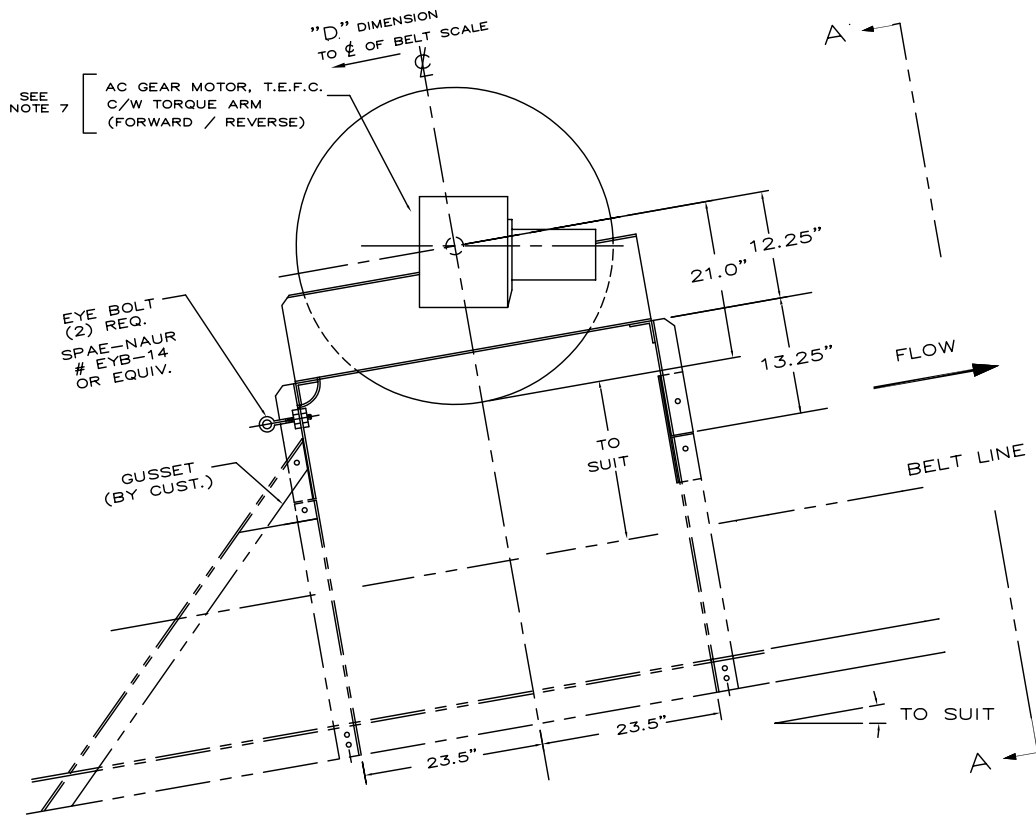 "D." DIMENSION
TO ℄ OF BELT SCALE
℄
A
SEE
NOTE 7
AC GEAR MOTOR, T.E.F.C.
C/W TORQUE ARM
(FORWARD / REVERSE)
12.25"
21.0"
EYE BOLT
(2) REQ.
SPAE-NAUR
# EYB-14
OR EQUIV.
13.25"
FLOW
TO
SUIT
GUSSET
(BY CUST.)
BELT LINE
TO SUIT
23.5"
23.5"
A